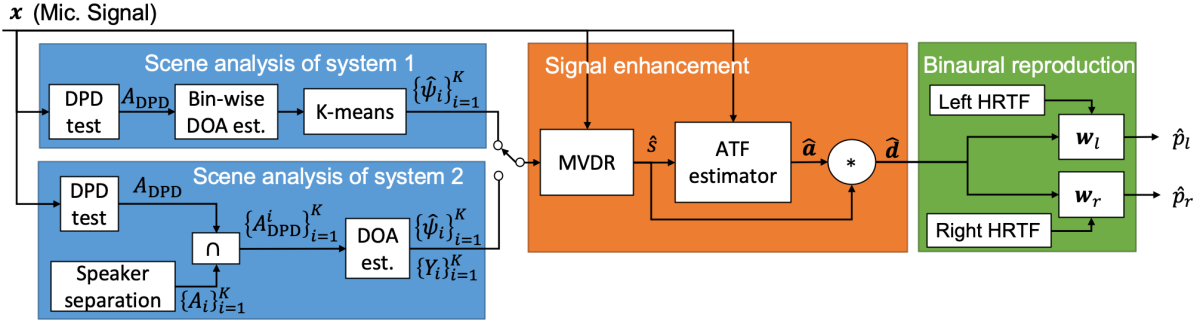 x (Mic. Signal)
Scene analysis of system 1
DPD
test
A_DPD
Bin-wise
DOA est.
K-means
{ψ̂_i}_{i=1}^K
Scene analysis of system 2
DPD
test
A_DPD
∩
Speaker
separation
{A_i}_{i=1}^K
{A_DPD^i}_{i=1}^K
DOA
est.
{ψ̂_i}_{i=1}^K
{Y_i}_{i=1}^K
Signal enhancement
MVDR
ŝ
ATF
estimator
â
*
d̂
Binaural reproduction
Left HRTF
w_l
p̂_l
w_r
p̂_r
Right HRTF